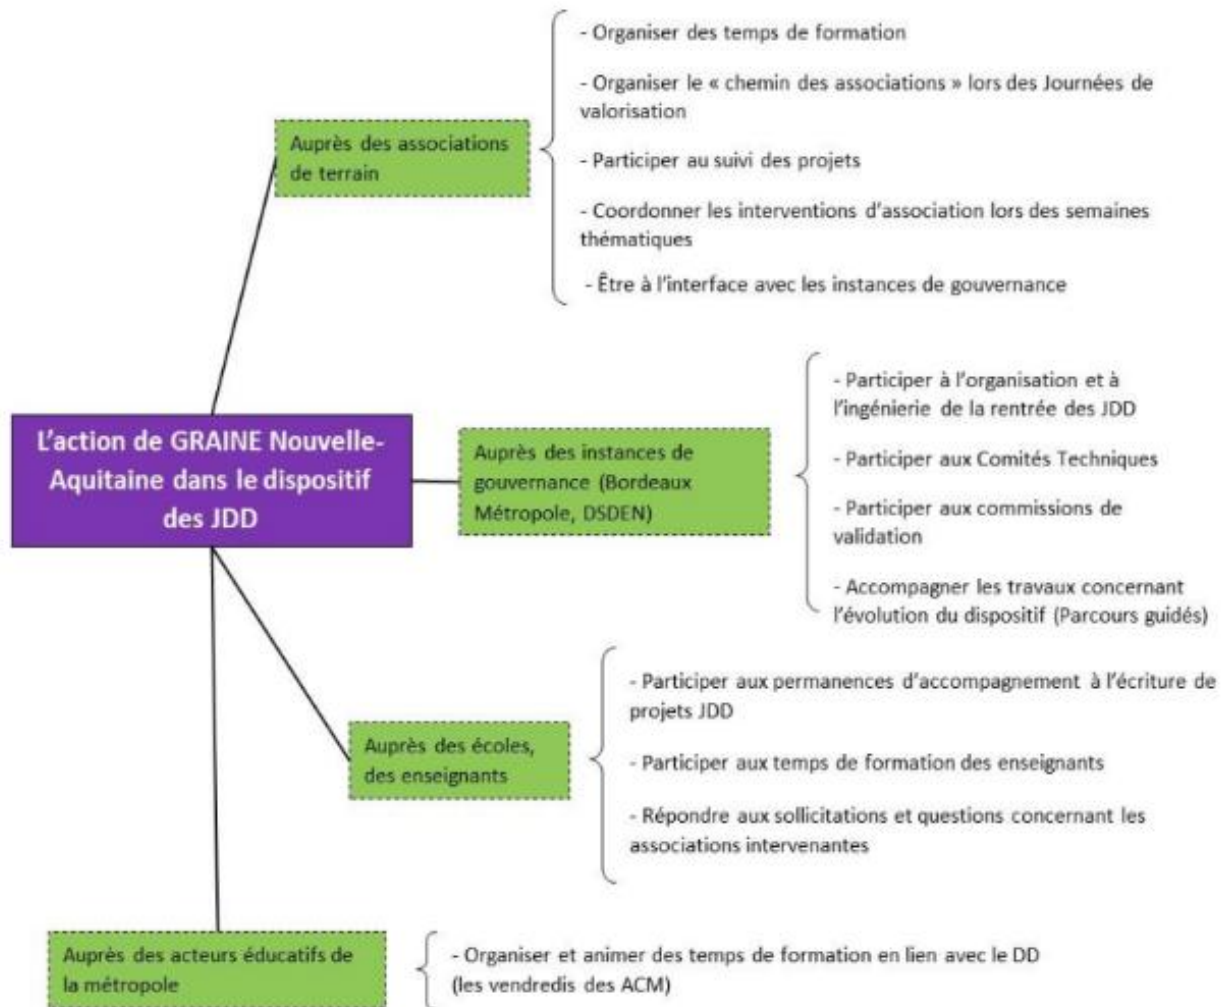 - Organiser des temps de formation
- Organiser le « chemin des associations » lors des Journées de
valorisation
Auprès des associations
de terrain
- Participer au suivi des projets
- Coordonner les interventions d'association lors des semaines
thématiques
- Être à l'interface avec les instances de gouvernance
L'action de GRAINE Nouvelle-
Aquitaine dans le dispositif
des JDD
Auprès des instances de
gouvernance (Bordeaux
Métropole, DSDEN)
- Participer à l'organisation et à
l'ingénierie de la rentrée des JDD
- Participer aux Comités Techniques
- Participer aux commissions de
validation
- Accompagner les travaux concernant
l'évolution du dispositif (Parcours guidés)
Auprès des écoles,
des enseignants
- Participer aux permanences d'accompagnement à l'écriture de
projets JDD
- Participer aux temps de formation des enseignants
- Répondre aux sollicitations et questions concernant les
associations intervenantes
Auprès des acteurs éducatifs de
la métropole
- Organiser et animer des temps de formation en lien avec le DD
(les vendredis des ACM)